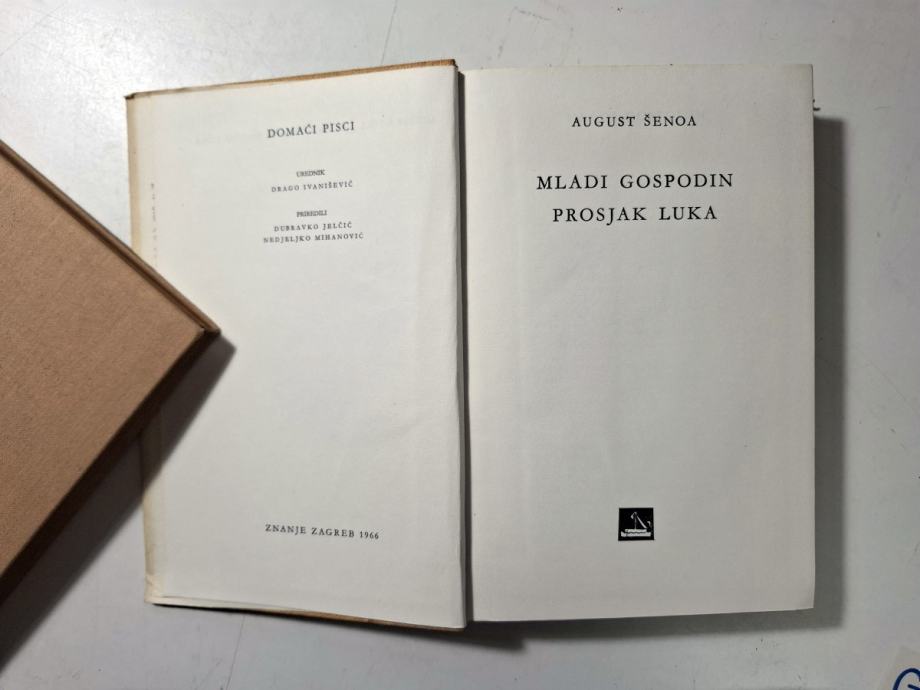 DOMAĆI PISCI
UREDNIK
DRAGO IVANIŠEVIĆ
PRIREDILI
DUBRAVKO JELČIĆ
NEDJELJKO MIHANOVIĆ
ZNANJE ZAGREB 1966
AUGUST ŠENOA
MLADI GOSPODIN
PROSJAK LUKA